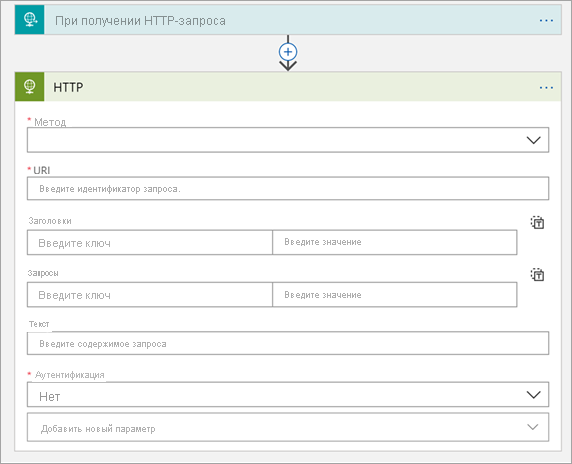 При получении HTTP-запроса
HTTP
* Метод
* URI
Введите идентификатор запроса.
Заголовки
Введите ключ Введите значение
Запросы
Введите ключ Введите значение
Текст
Введите содержимое запроса
* Аутентификация
Нет
Добавить новый параметр